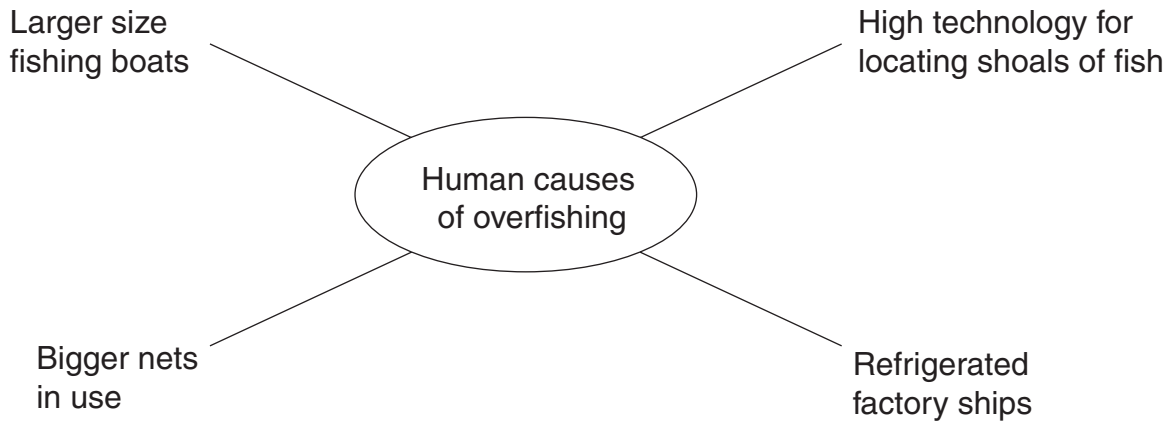 Larger size
fishing boats
High technology for
locating shoals of fish
Human causes
of overfishing
Bigger nets
in use
Refrigerated
factory ships